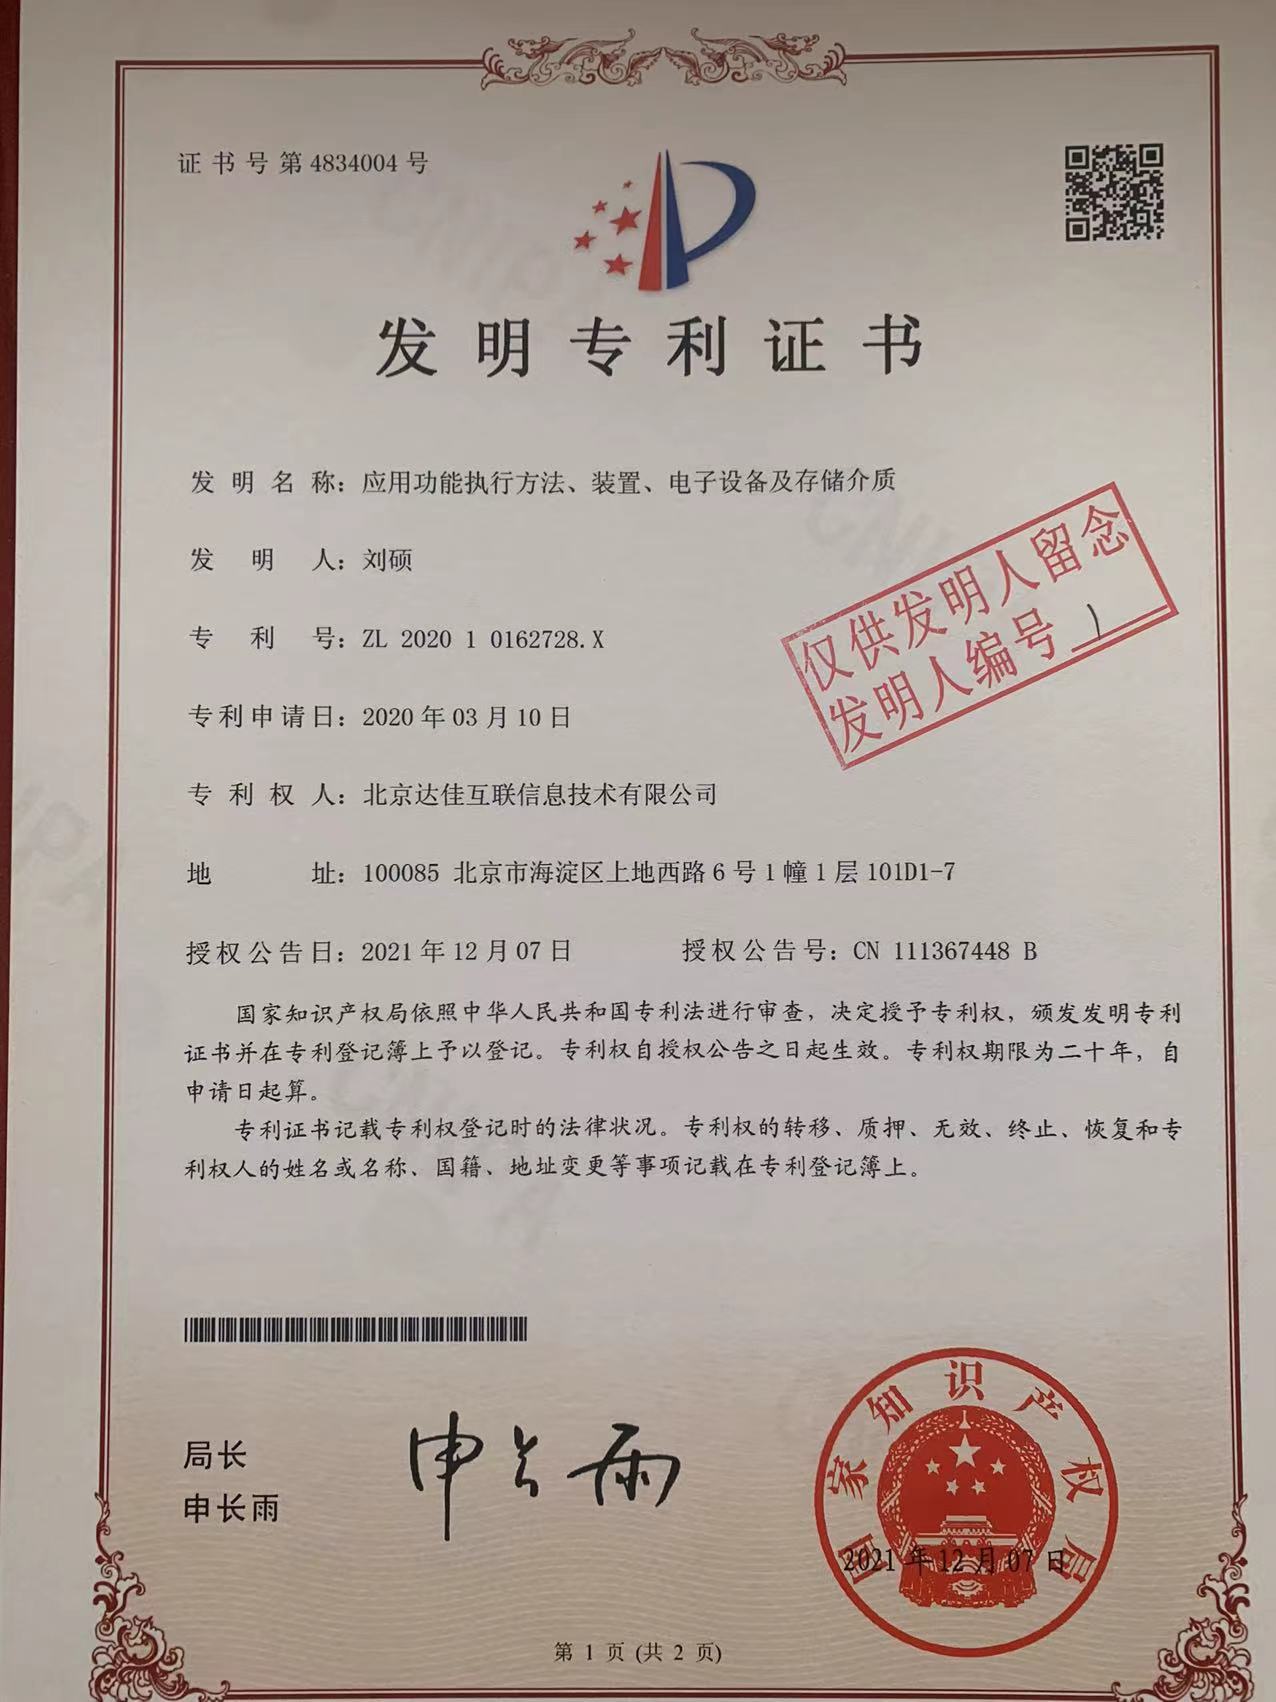 证书号第4834004号
发明专利证书
发明名称：应用功能执行方法、装置、电子设备及存储介质
发明人：刘硕
专利号：ZL 2020 1 0162728.X
专利申请日：2020年03月10日
专利权人：北京达佳互联信息技术有限公司
地址：100085 北京市海淀区上地西路6号1幢1层101D1-7
授权公告日：2021年12月07日 授权公告号：CN 111367448 B
仅供发明人留念
发明人编号 1
国家知识产权局依照中华人民共和国专利法进行审查，决定授予专利权，颁发发明专利
证书并在专利登记簿上予以登记。专利权自授权公告之日起生效。专利权期限为二十年，自
申请日起算。
专利证书记载专利权登记时的法律状况。专利权的转移、质押、无效、终止、恢复和专
利权人的姓名或名称、国籍、地址变更等事项记载在专利登记簿上。
局长
申长雨
申长雨
国家知识产权局
2021年12月07日
第 1 页 (共 2 页)